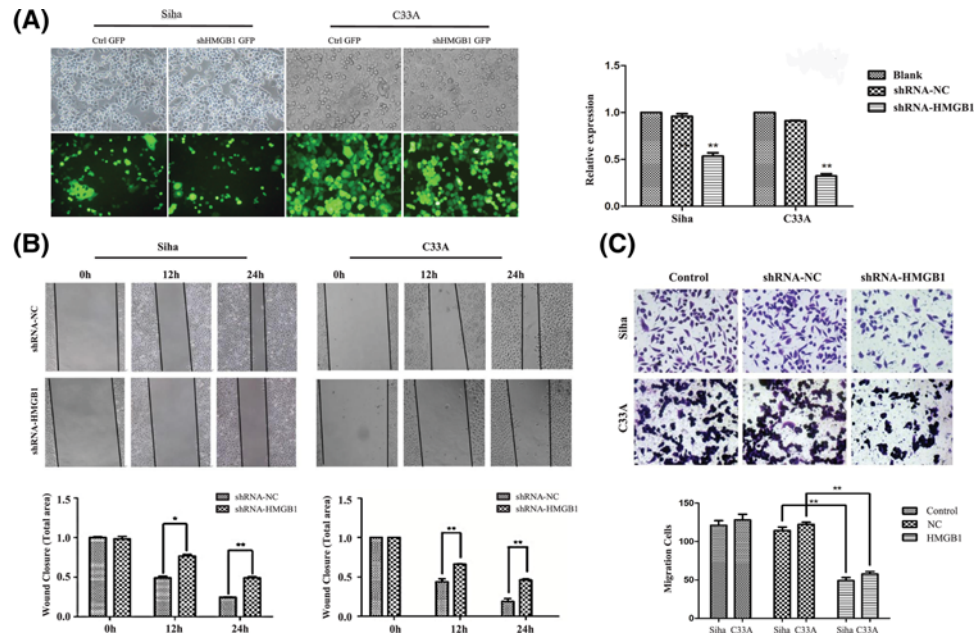 (A)
Siha
C33A
Ctrl GFP
shHMGB1 GFP
Ctrl GFP
shHMGB1 GFP
Relative expression
1.5
1.0
0.5
0.0
**
**
Siha
C33A
Blank
shRNA-NC
shRNA-HMGB1
(B)
Siha
C33A
0h
12h
24h
0h
12h
24h
shRNA-NC
shRNA-HMGB1
Wound Closure (Total area)
1.5
1.0
0.5
0.0
shRNA-NC
shRNA-HMGB1
*
**
0h
12h
24h
Wound Closure (Total area)
1.5
1.0
0.5
0.0
shRNA-NC
shRNA-HMGB1
**
**
0h
12h
24h
(C)
Control
shRNA-NC
shRNA-HMGB1
Siha
C33A
Migration Cells
150
100
50
0
**
**
Control
NC
HMGB1
Siha C33A
Siha C33A
Siha C33A